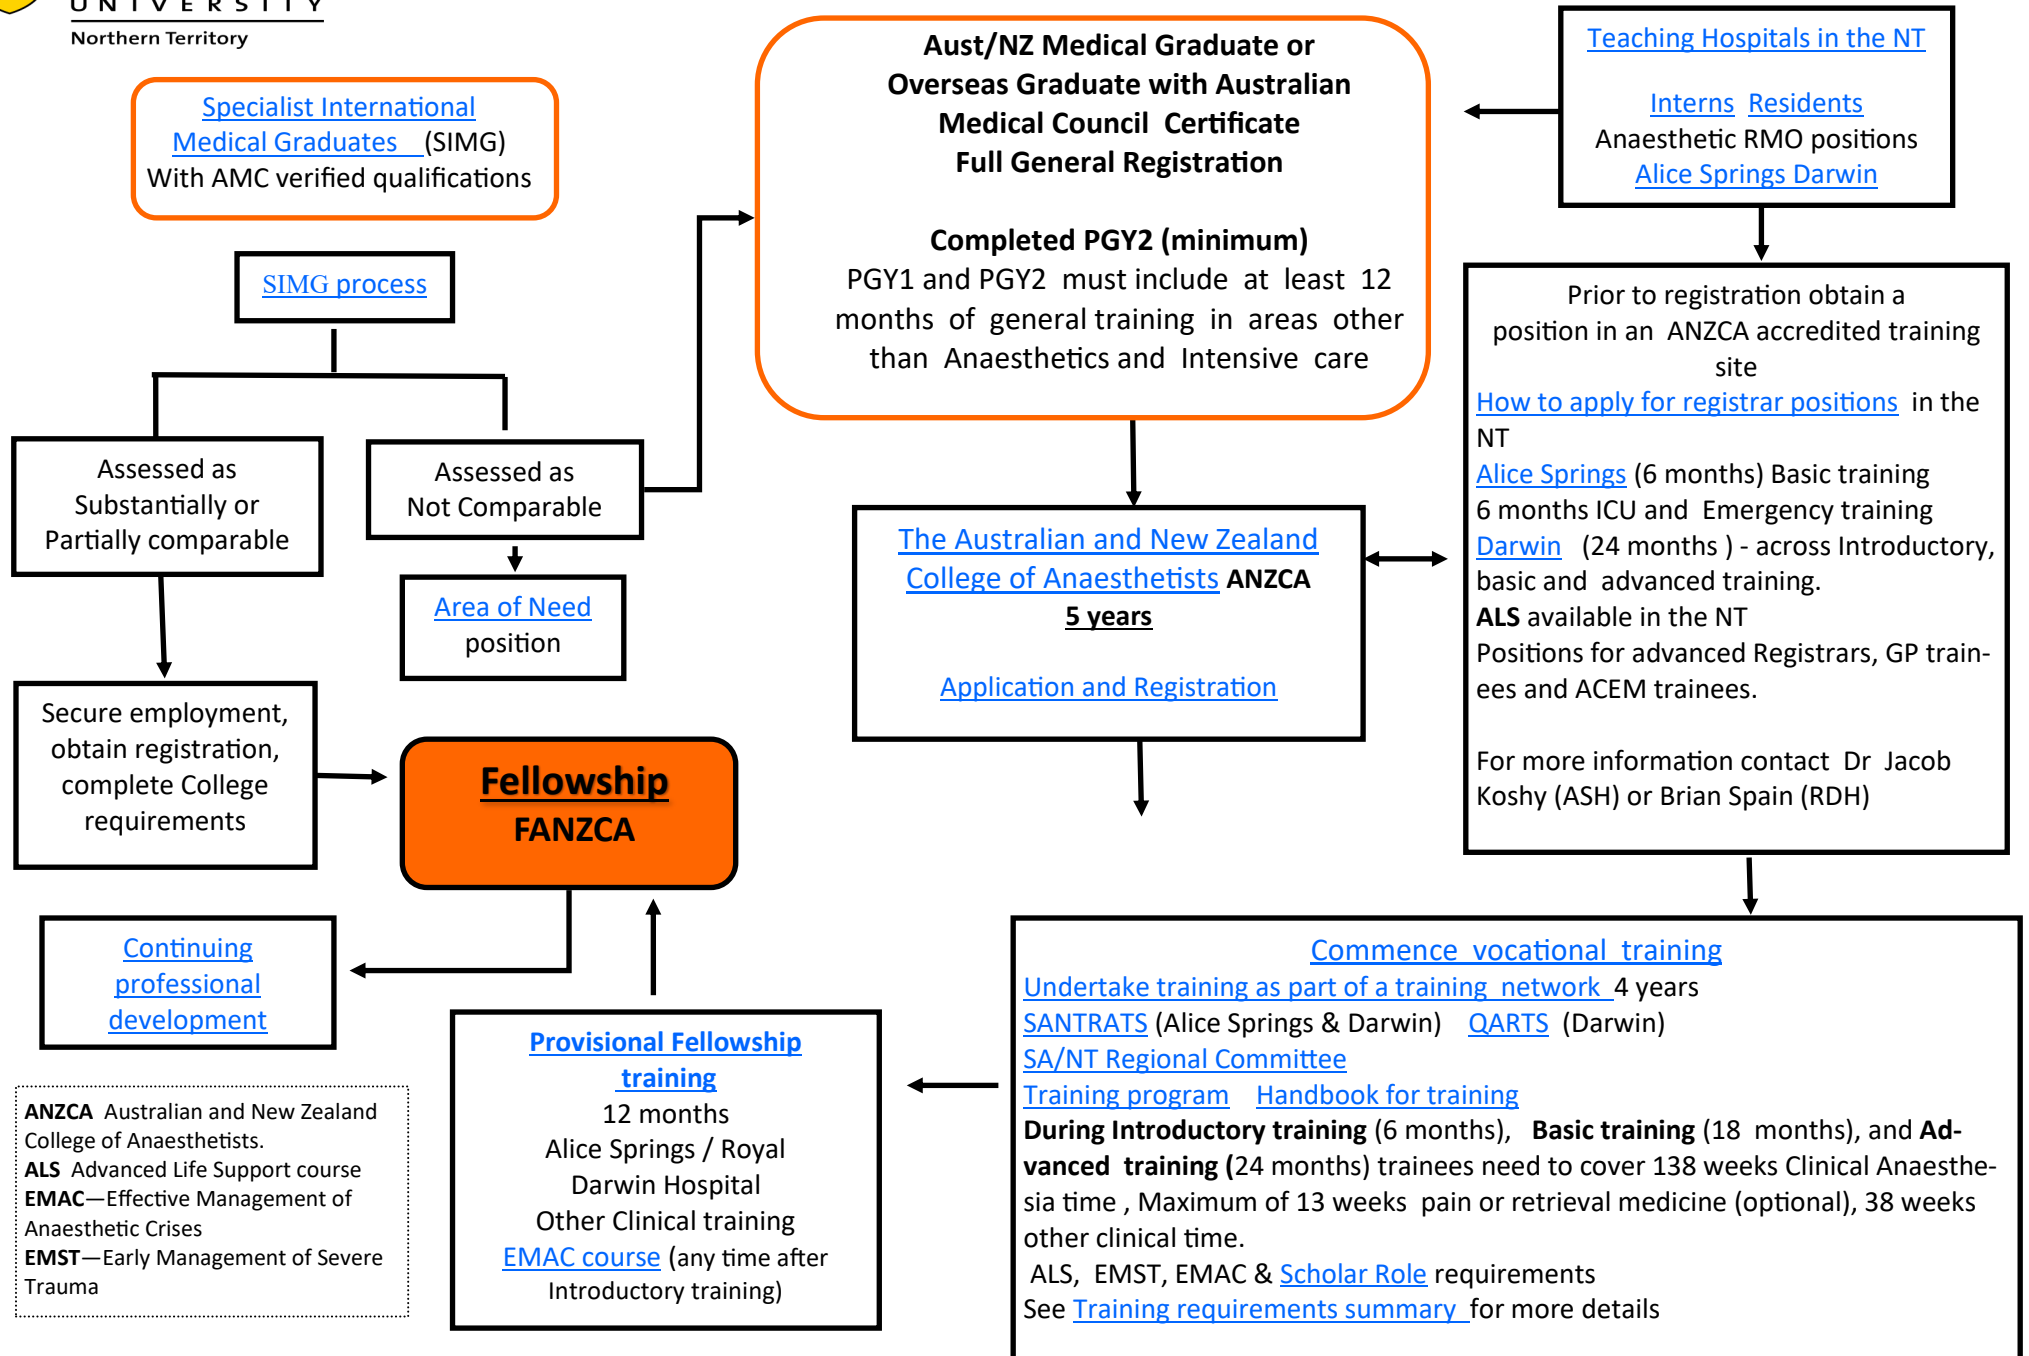 UNIVERSITY
Northern Territory
Specialist International
Medical Graduates (SIMG)
With AMC verified qualifications
SIMG process
Assessed as
Substantially or
Partially comparable
Assessed as
Not Comparable
Area of Need
position
Secure employment,
obtain registration,
complete College
requirements
Fellowship
FANZCA
Continuing
professional
development
ANZCA Australian and New Zealand
College of Anaesthetists.
ALS Advanced Life Support course
EMAC—Effective Management of
Anaesthetic Crises
EMST—Early Management of Severe
Trauma
Aust/NZ Medical Graduate or
Overseas Graduate with Australian
Medical Council Certificate
Full General Registration
Completed PGY2 (minimum)
PGY1 and PGY2 must include at least 12
months of general training in areas other
than Anaesthetics and Intensive care
The Australian and New Zealand
College of Anaesthetists ANZCA
5 years
Application and Registration
Teaching Hospitals in the NT
Interns Residents
Anaesthetic RMO positions
Alice Springs Darwin
Prior to registration obtain a
position in an ANZCA accredited training
site
How to apply for registrar positions in the
NT
Alice Springs (6 months) Basic training
6 months ICU and Emergency training
Darwin (24 months ) - across Introductory,
basic and advanced training.
ALS available in the NT
Positions for advanced Registrars, GP train-
ees and ACEM trainees.
For more information contact Dr Jacob
Koshy (ASH) or Brian Spain (RDH)
Commence vocational training
Undertake training as part of a training network 4 years
SANTRATS (Alice Springs & Darwin) QARTS (Darwin)
SA/NT Regional Committee
Training program Handbook for training
During Introductory training (6 months), Basic training (18 months), and Ad-
vanced training (24 months) trainees need to cover 138 weeks Clinical Anaesthe-
sia time , Maximum of 13 weeks pain or retrieval medicine (optional), 38 weeks
other clinical time.
ALS, EMST, EMAC & Scholar Role requirements
See Training requirements summary for more details
Provisional Fellowship
training
12 months
Alice Springs / Royal
Darwin Hospital
Other Clinical training
EMAC course (any time after
Introductory training)